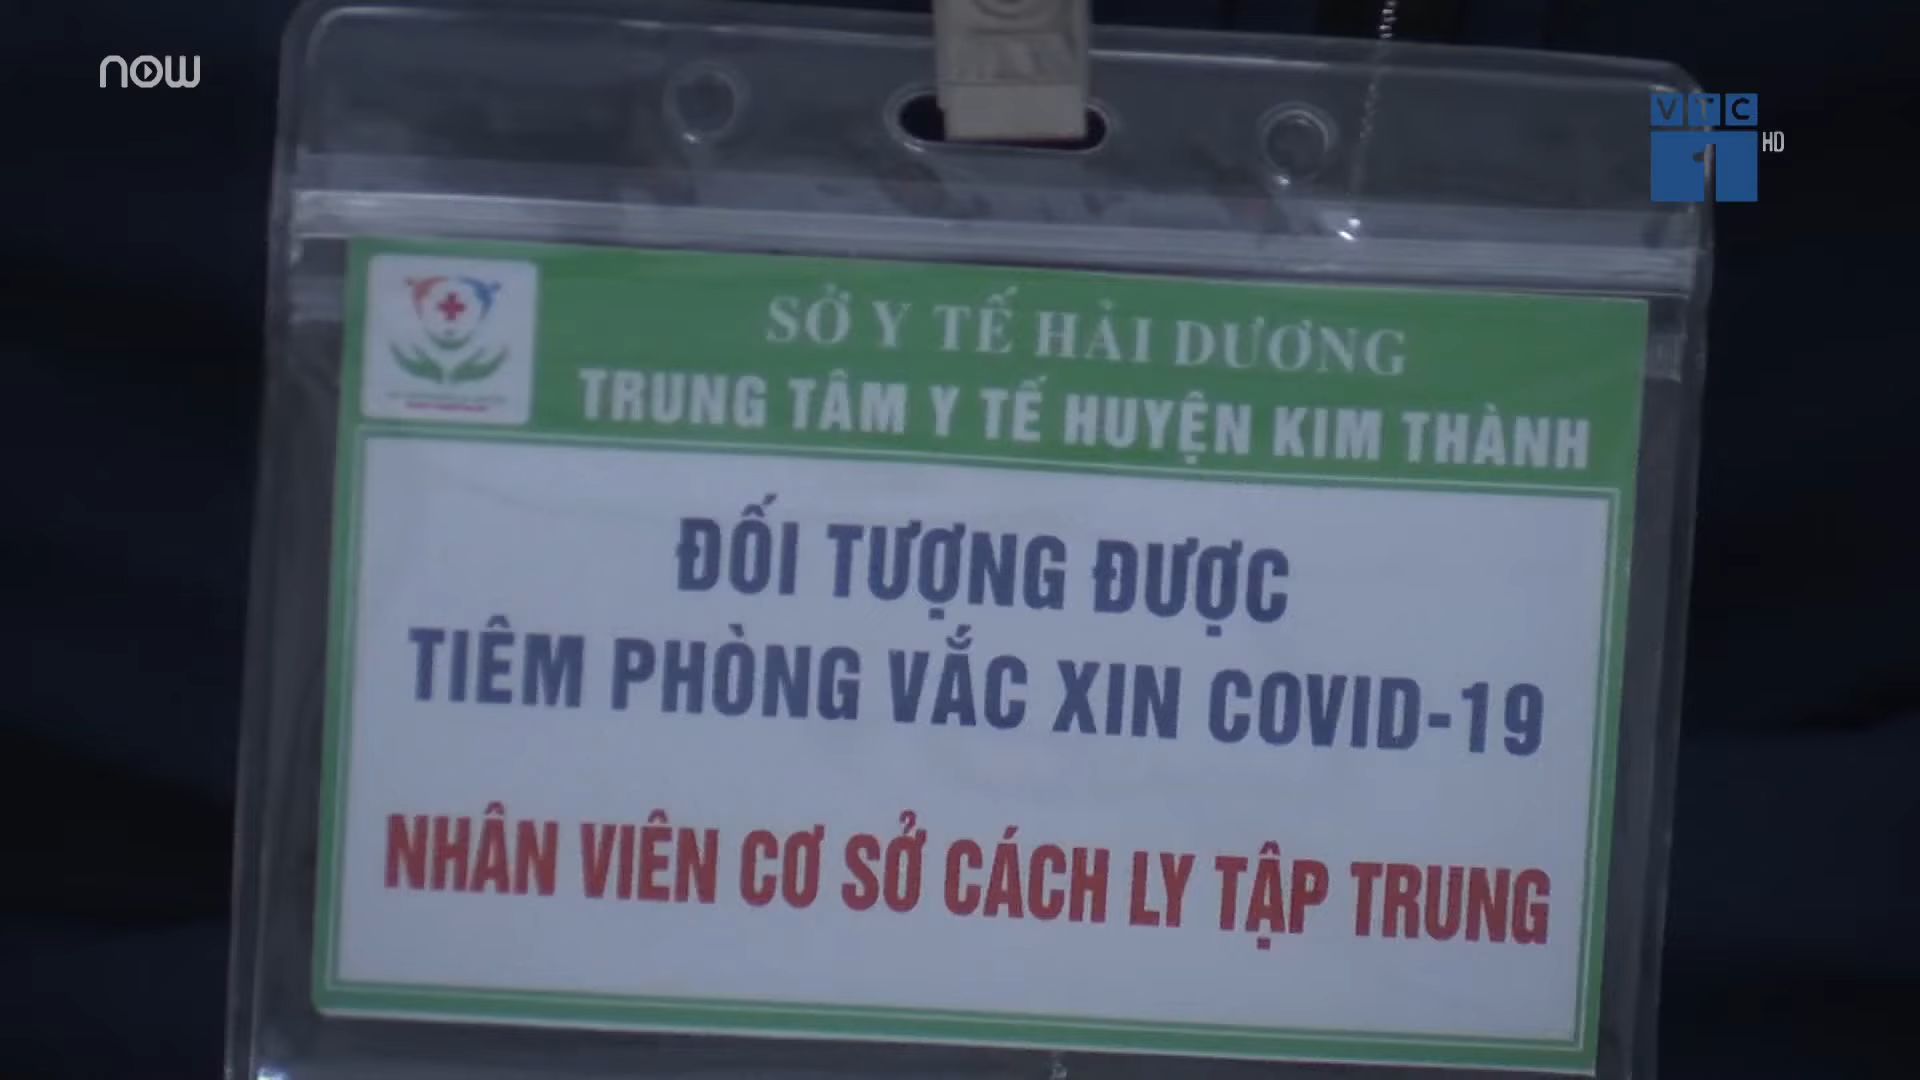 now
VTC
1 HD
SỞ Y TẾ HẢI DƯƠNG
TRUNG TÂM Y TẾ HUYỆN KIM THÀNH
ĐỐI TƯỢNG ĐƯỢC
TIÊM PHÒNG VẮC XIN COVID-19
NHÂN VIÊN CƠ SỞ CÁCH LY TẬP TRUNG